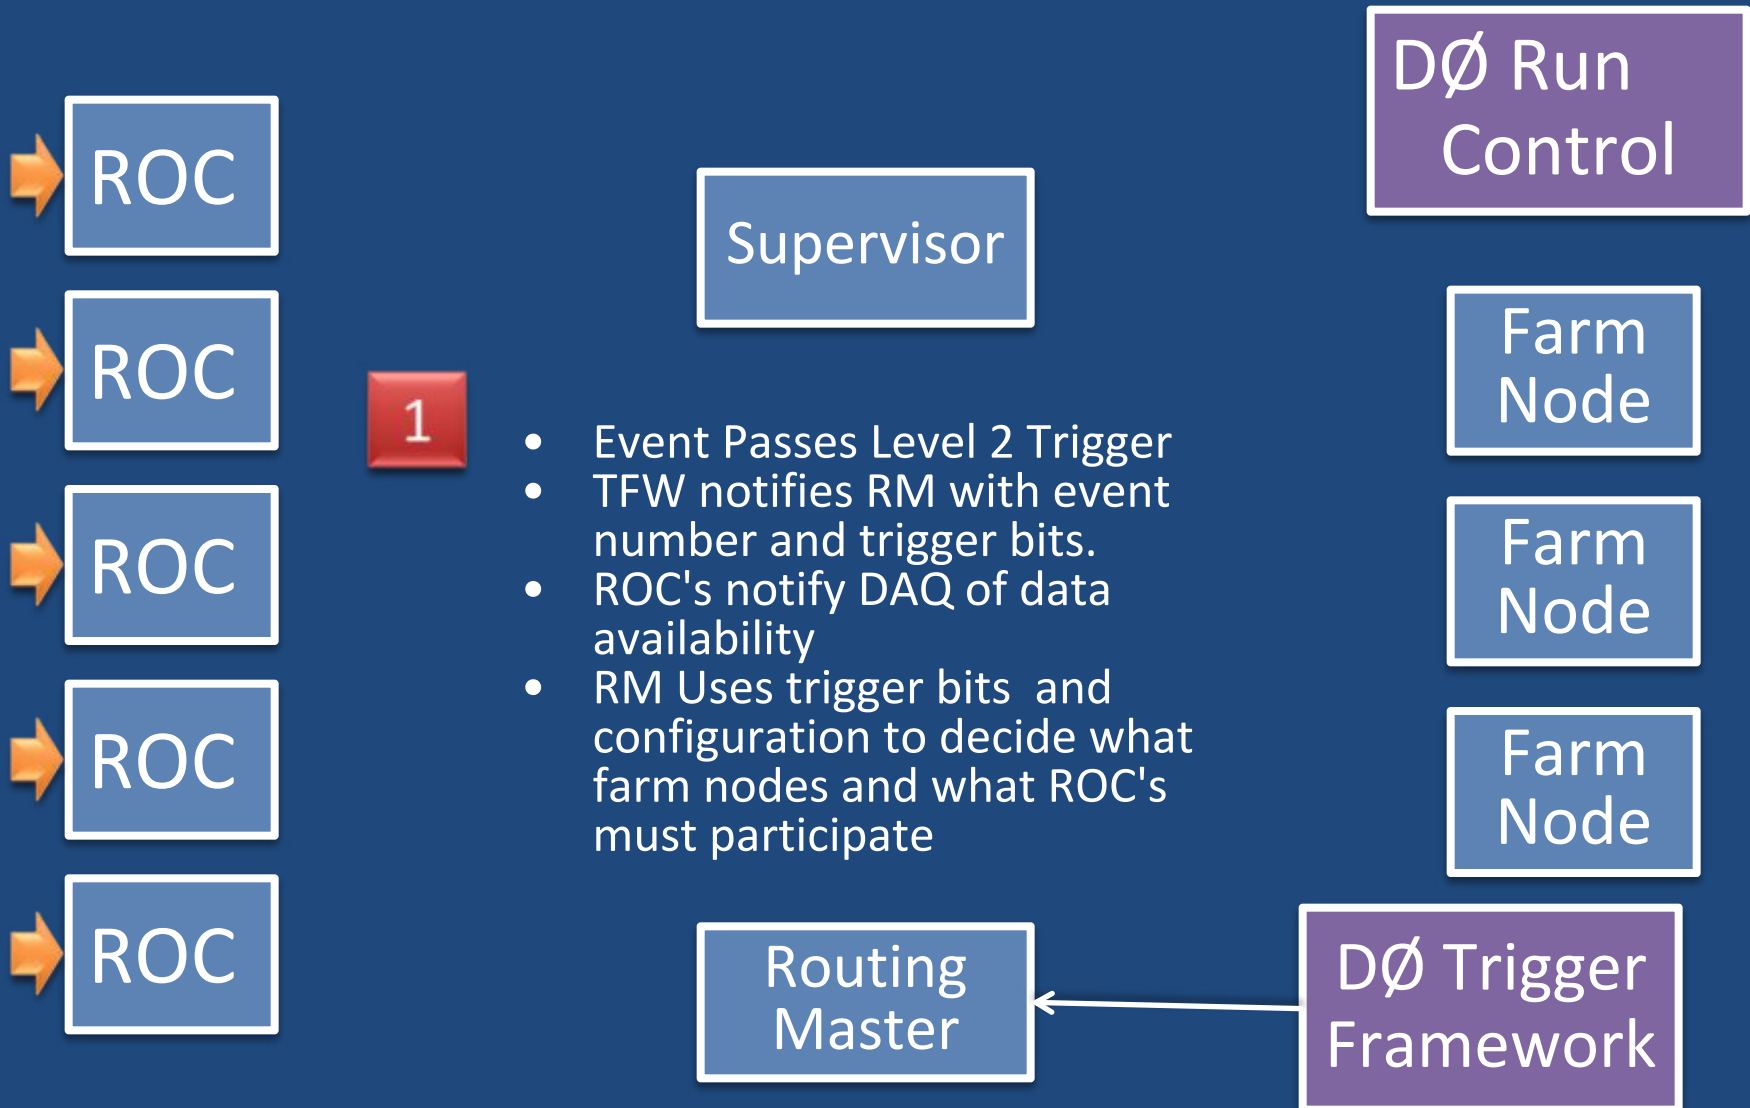 DØ Run
Control
ROC
Supervisor
ROC
Farm
Node
1
• Event Passes Level 2 Trigger
• TFW notifies RM with event
number and trigger bits.
• ROC's notify DAQ of data
availability
• RM Uses trigger bits  and
configuration to decide what
farm nodes and what ROC's
must participate
ROC
Farm
Node
ROC
Farm
Node
ROC
Routing
Master
DØ Trigger
Framework